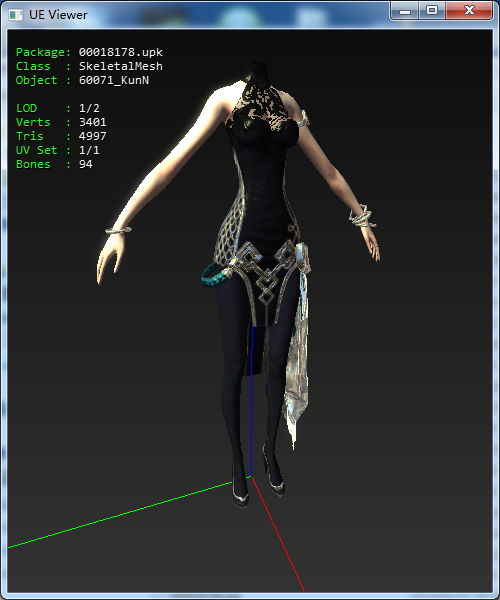 UE Viewer
Package: 00018178.upk
Class : SkeletalMesh
Object : 60071_KunN
LOD : 1/2
Verts : 3401
Tris : 4997
UV Set : 1/1
Bones : 94